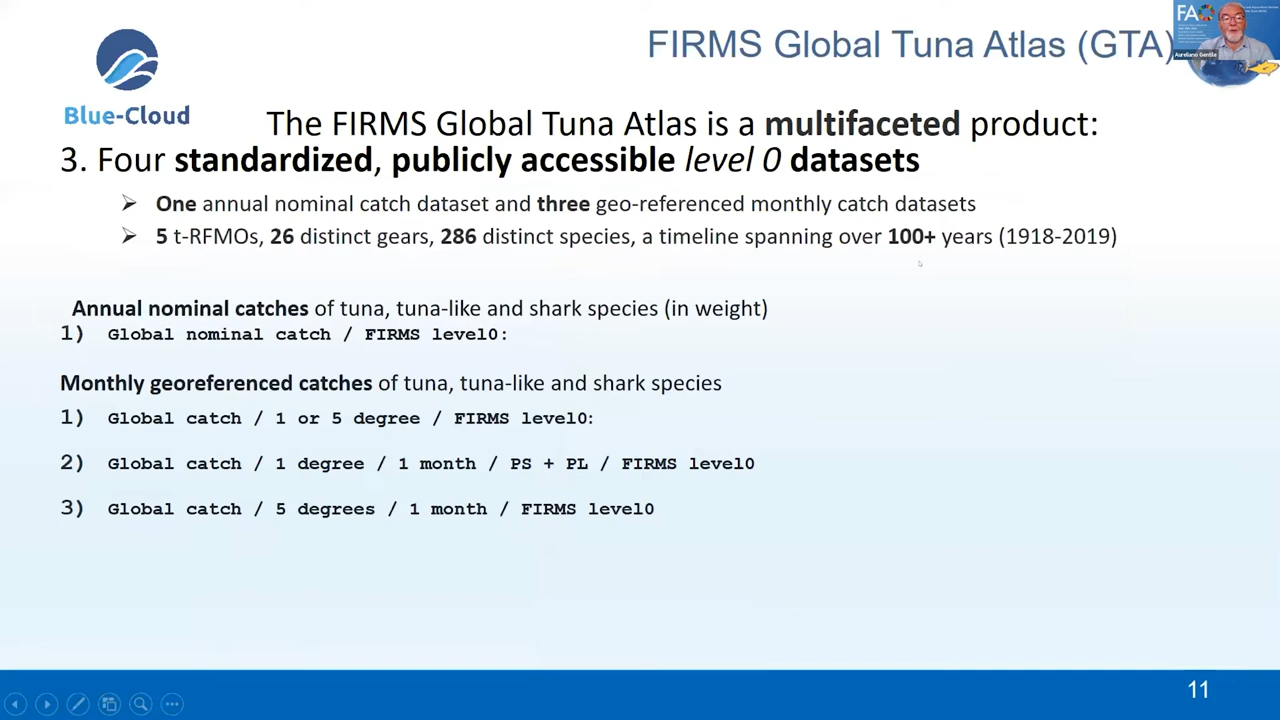 FIRMS Global Tuna Atlas (GTA)
FAO
Aureliano Gentile
Blue-Cloud
The FIRMS Global Tuna Atlas is a multifaceted product:
3. Four standardized, publicly accessible level 0 datasets
➢ One annual nominal catch dataset and three geo-referenced monthly catch datasets
➢ 5 t-RFMOs, 26 distinct gears, 286 distinct species, a timeline spanning over 100+ years (1918-2019)
Annual nominal catches of tuna, tuna-like and shark species (in weight)
1) Global nominal catch / FIRMS level0:
Monthly georeferenced catches of tuna, tuna-like and shark species
1) Global catch / 1 or 5 degree / FIRMS level0:
2) Global catch / 1 degree / 1 month / PS + PL / FIRMS level0
3) Global catch / 5 degrees / 1 month / FIRMS level0
11